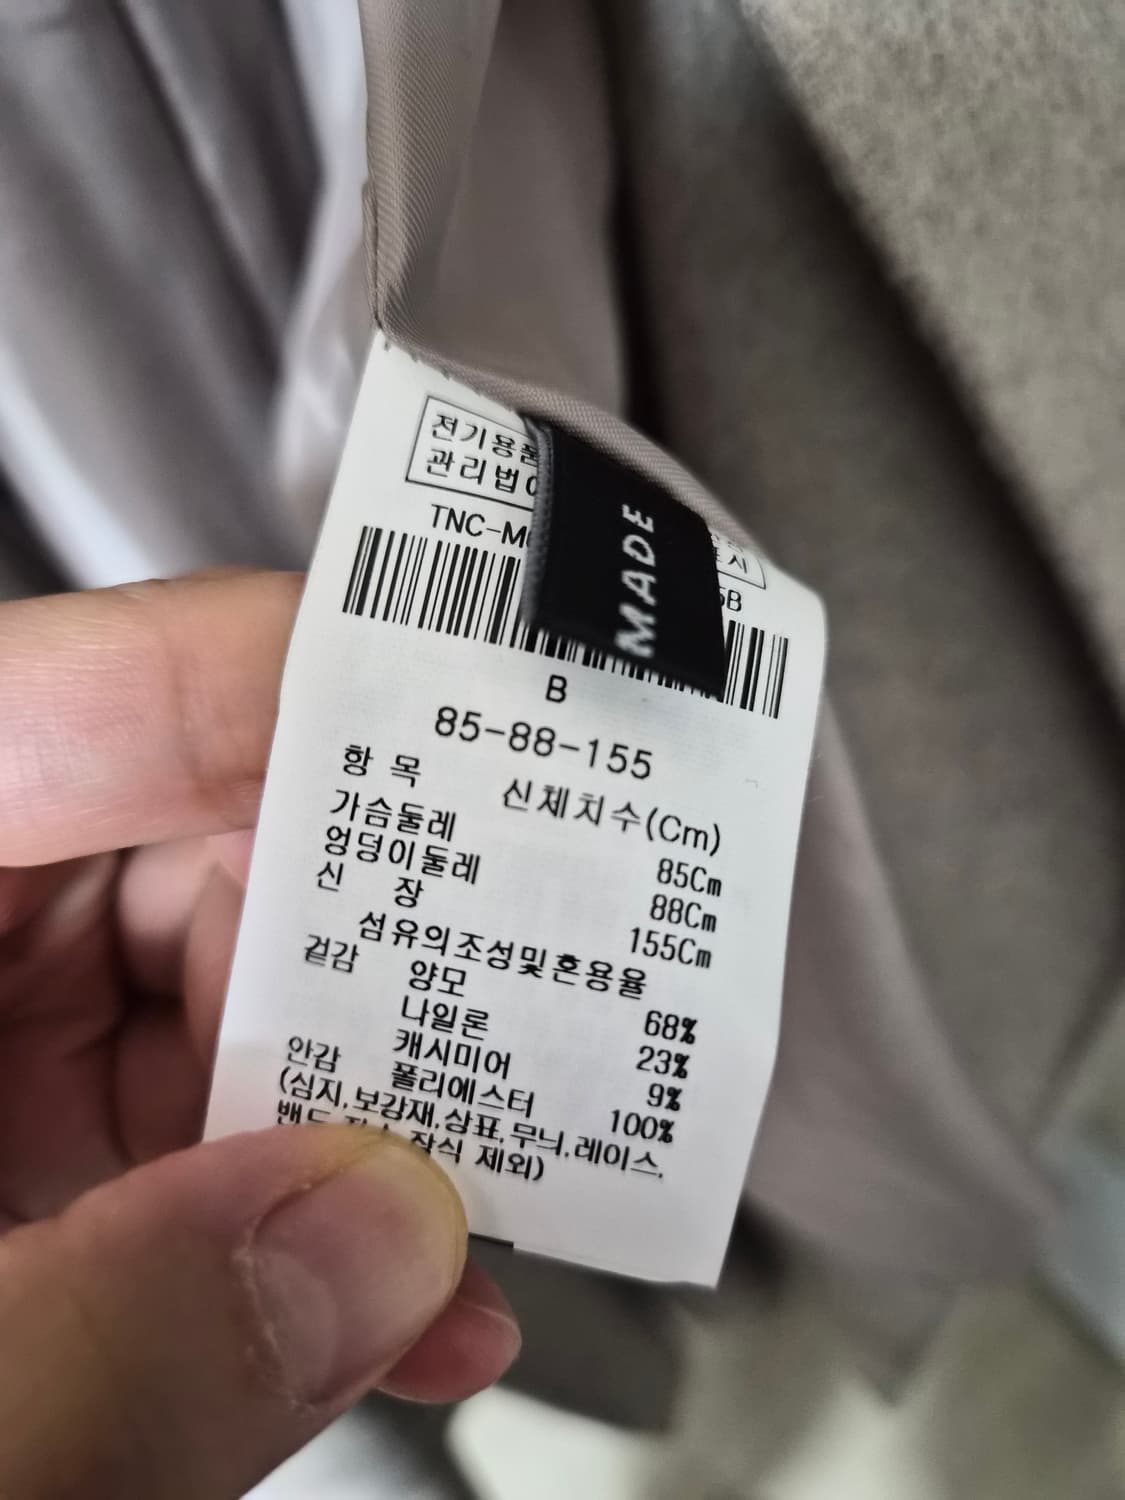 전기용품
관리법
MADE
TNC-M
5B
B
85-88-155
항 목 신체치수(Cm)
가슴둘레 85Cm
엉덩이둘레 88Cm
신 장 155Cm
섬유의조성및혼용율
겉감 양모 68%
나일론 23%
캐시미어 9%
안감 폴리에스터 100%
(심지,보강재,상표,무늬,레이스,
장식 제외)